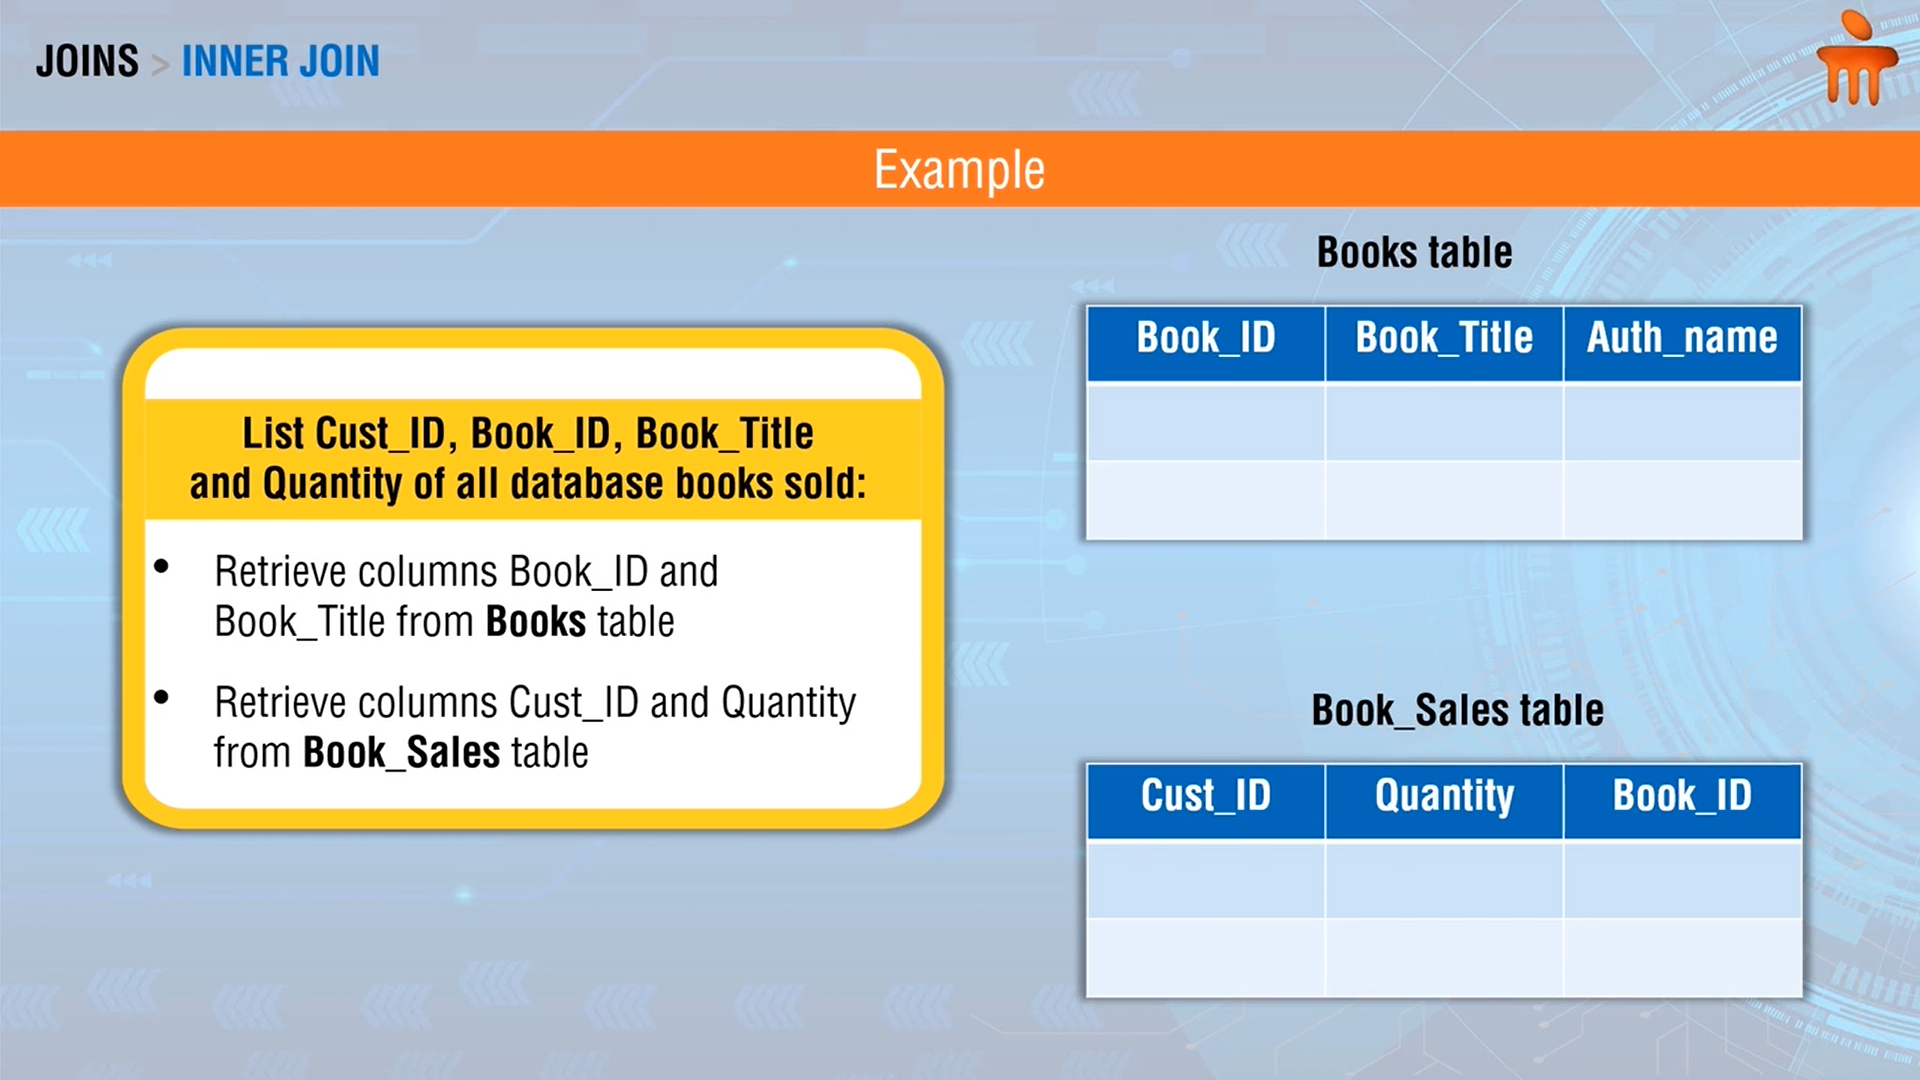 JOINS > INNER JOIN
Example
List Cust_ID, Book_ID, Book_Title
and Quantity of all database books sold:
• Retrieve columns Book_ID and
Book_Title from Books table
• Retrieve columns Cust_ID and Quantity
from Book_Sales table
Books table
Book_ID Book_Title Auth_name
Book_Sales table
Cust_ID Quantity Book_ID